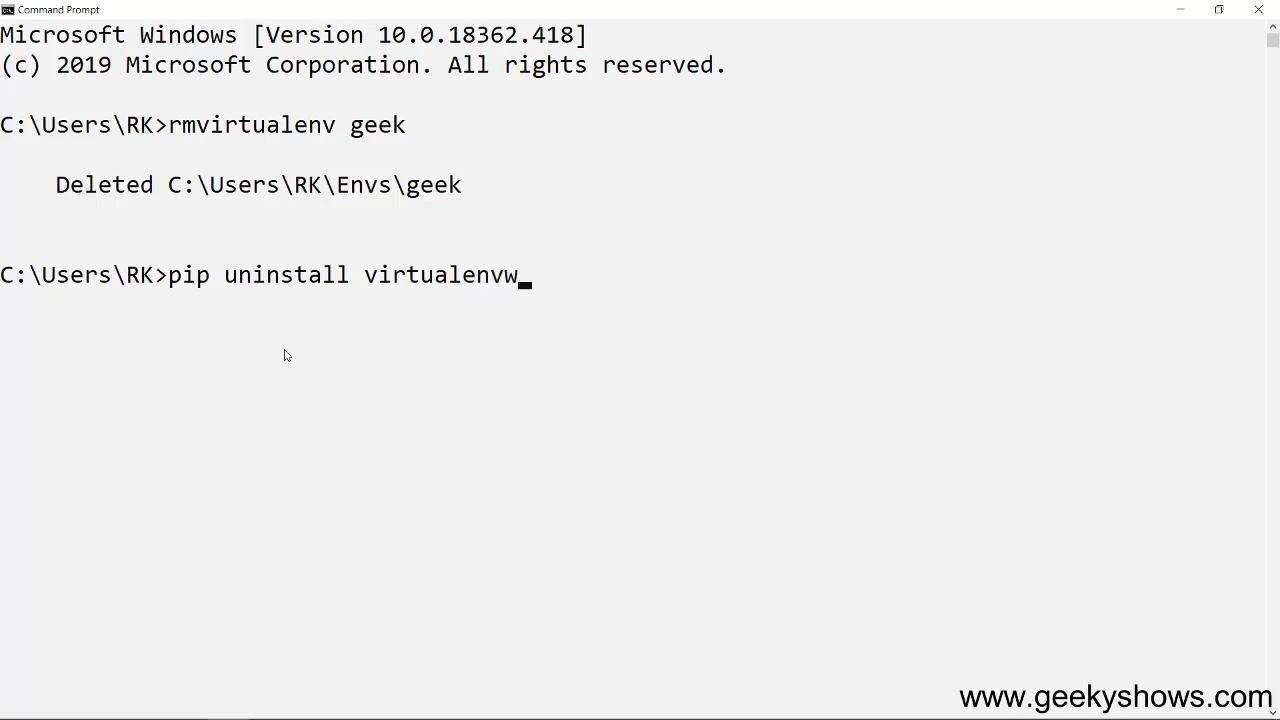 Command Prompt
Microsoft Windows [Version 10.0.18362.418]
(c) 2019 Microsoft Corporation. All rights reserved.
C:\Users\RK>rmvirtualenv geek
Deleted C:\Users\RK\Envs\geek
C:\Users\RK>pip uninstall virtualenvw
www.geekyshows.com